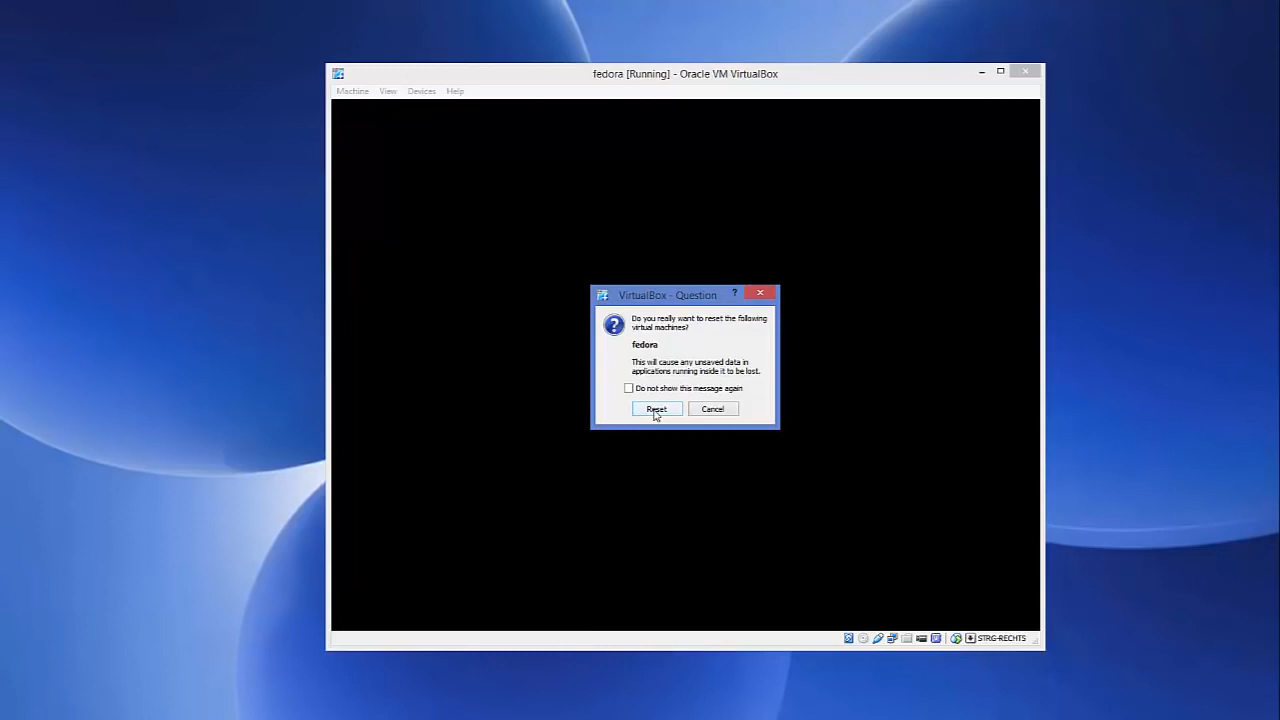 fedora [Running] - Oracle VM VirtualBox
Machine View Devices Help
VirtualBox - Question ?
Do you really want to reset the following
virtual machines?
fedora
This will cause any unsaved data in
applications running inside it to be lost.
Do not show this message again
Reset Cancel
STRG-RECHTS